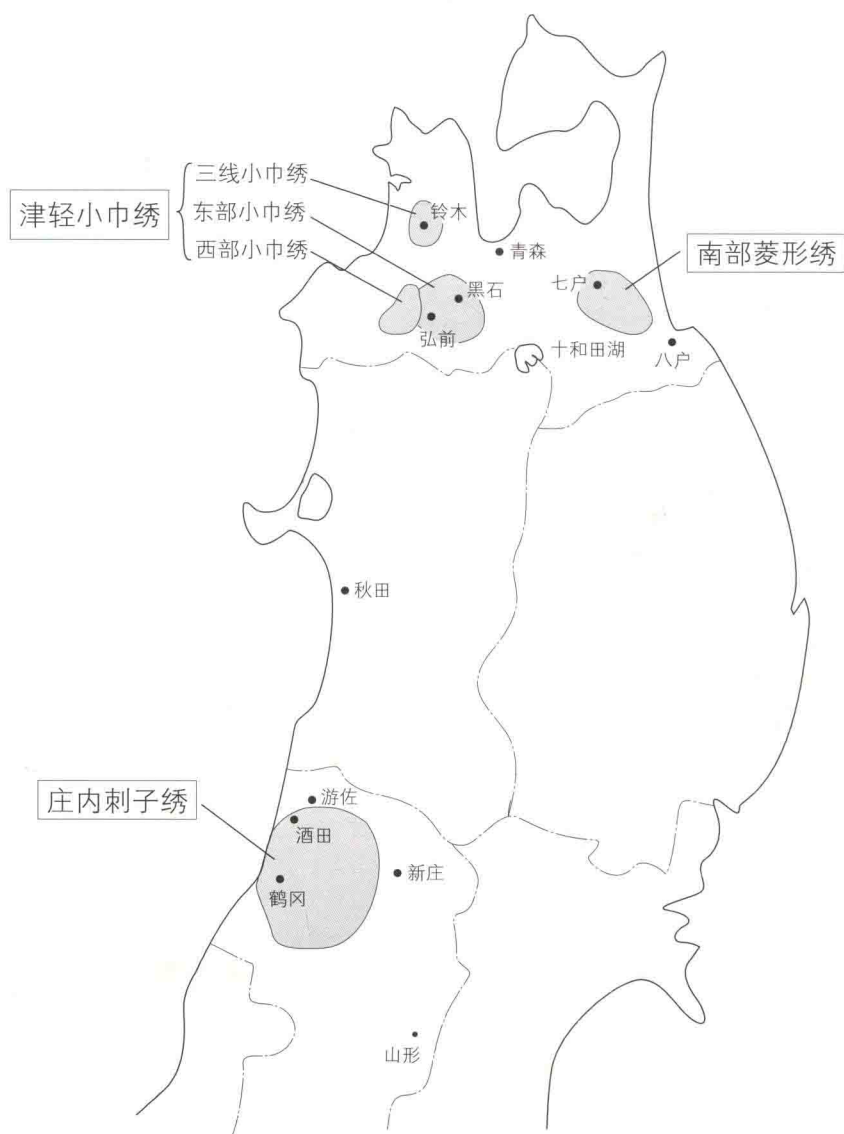 三线小巾绣
津轻小巾绣
东部小巾绣
西部小巾绣
铃木
青森
南部菱形绣
七户
黑石
弘前
十和田湖
八户
秋田
庄内刺子绣
游佐
酒田
新庄
鹤冈
山形